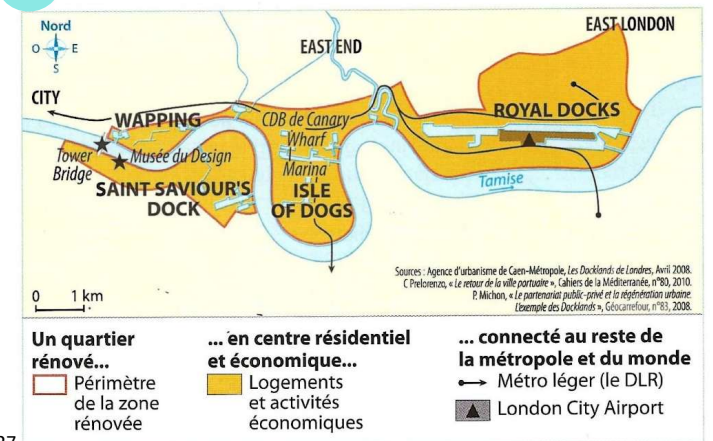 Nord
O E
S
EAST LONDON
EAST END
CITY
WAPPING
CDB de Canary
Wharf
ROYAL DOCKS
Tower
Bridge
Musée du Design
Marina
SAINT SAVIOUR'S
DOCK
ISLE
OF DOGS
Tamise
Sources : Agence d'urbanisme de Caen-Métropole, Les Docklands de Londres, Avril 2008.
C Prelorenzo, « Le retour de la ville portuaire », Cahiers de la Méditerranée, n°80, 2010.
P. Michon, « Le partenariat public-privé et la régénération urbaine.
L'exemple des Docklands », Géocarrefour, n°83, 2008.
0 1 km
Un quartier
rénové...
Périmètre
de la zone
rénovée
... en centre résidentiel
et économique...
Logements
et activités
économiques
... connecté au reste de
la métropole et du monde
Métro léger (le DLR)
London City Airport